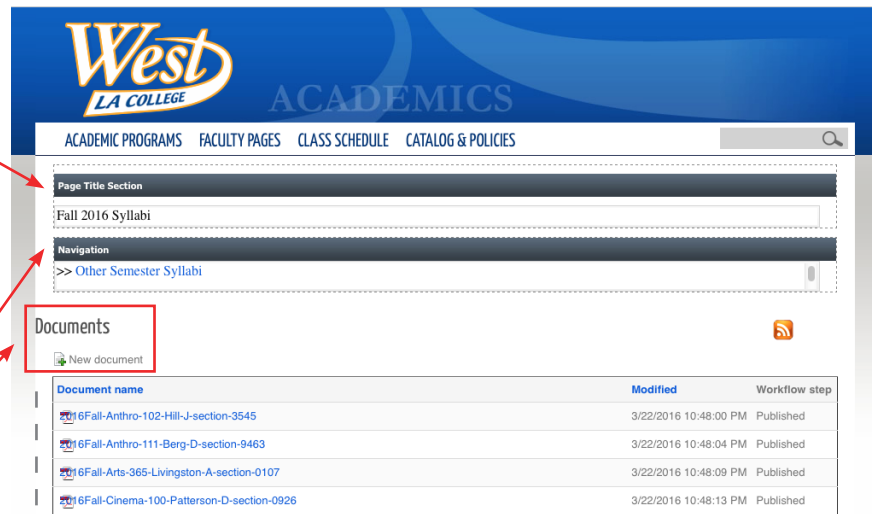 West
LA COLLEGE
ACADEMICS
ACADEMIC PROGRAMS FACULTY PAGES CLASS SCHEDULE CATALOG & POLICIES
Page Title Section
Fall 2016 Syllabi
Navigation
>> Other Semester Syllabi
Documents
New document
Document name Modified Workflow step
2016Fall-Anthro-102-Hill-J-section-3545 3/22/2016 10:48:00 PM Published
2016Fall-Anthro-111-Berg-D-section-9463 3/22/2016 10:48:04 PM Published
2016Fall-Arts-365-Livingston-A-section-0107 3/22/2016 10:48:09 PM Published
2016Fall-Cinema-100-Patterson-D-section-0926 3/22/2016 10:48:13 PM Published